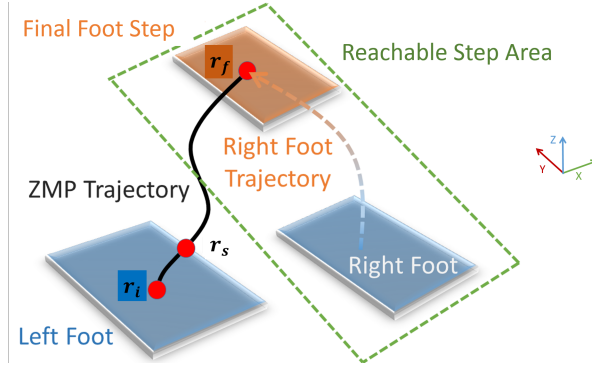 Final Foot Step
r_f
Reachable Step Area
Right Foot
Trajectory
ZMP Trajectory
r_s
r_i
Right Foot
Left Foot
Z
Y
X